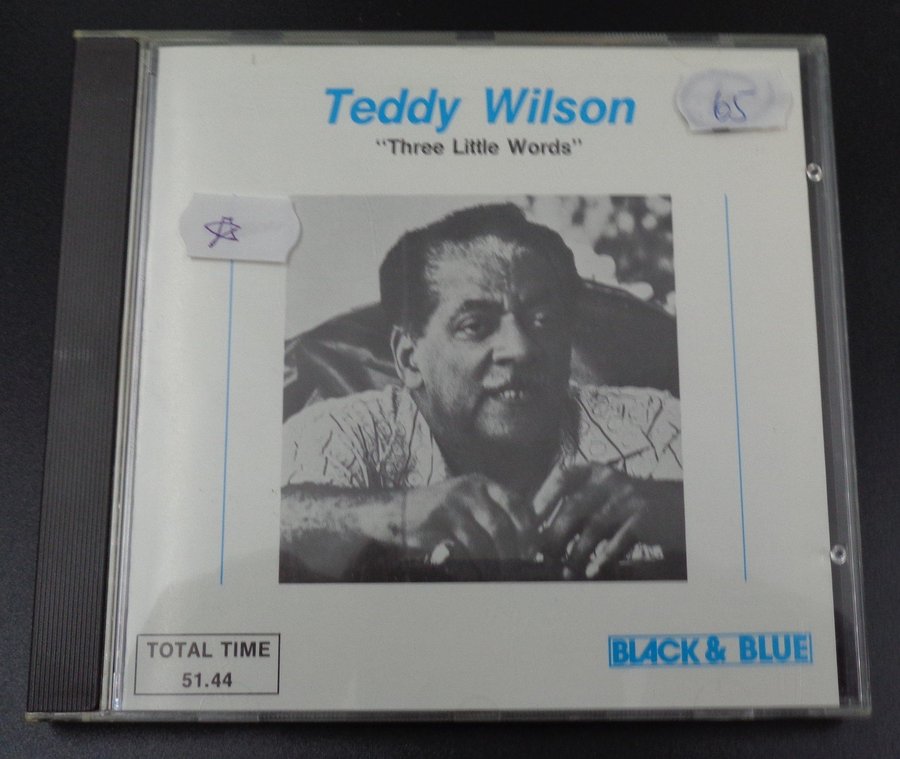 Teddy Wilson
"Three Little Words"
65
TOTAL TIME
51.44
BLACK & BLUE